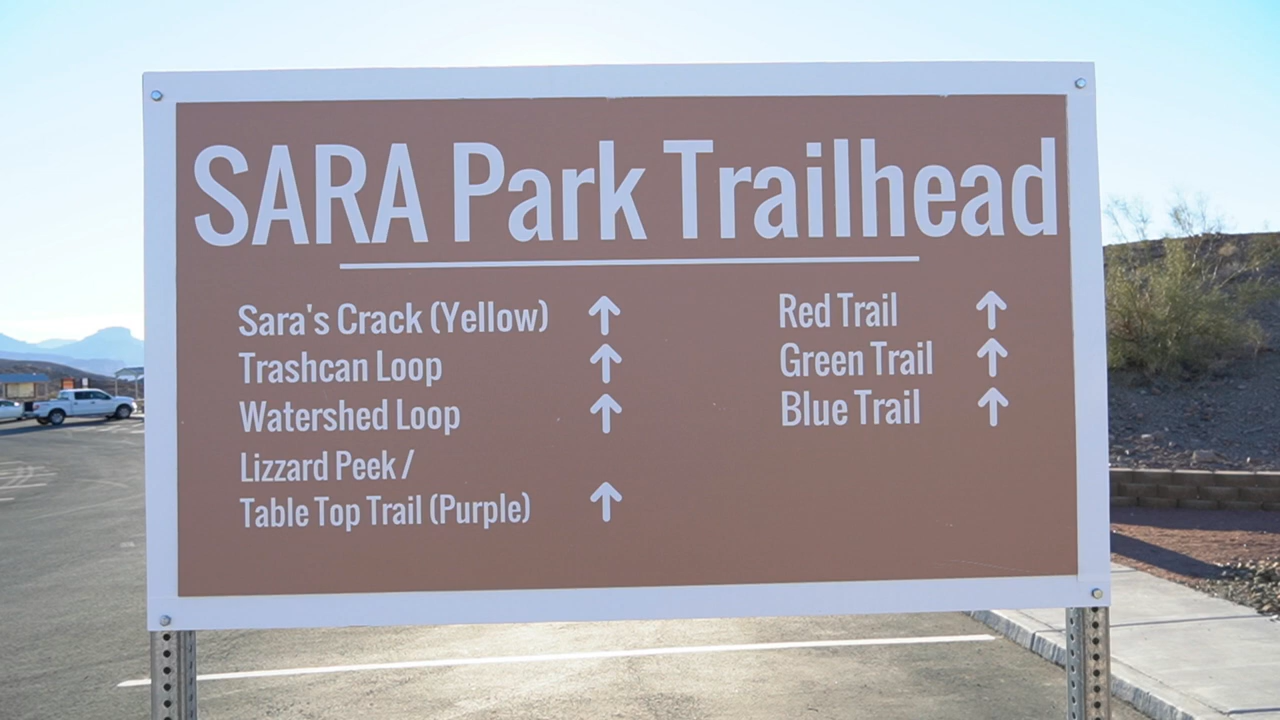 SARA Park Trailhead
Sara's Crack (Yellow) ↑
Trashcan Loop ↑
Watershed Loop ↑
Lizzard Peek /
Table Top Trail (Purple) ↑
Red Trail ↑
Green Trail ↑
Blue Trail ↑